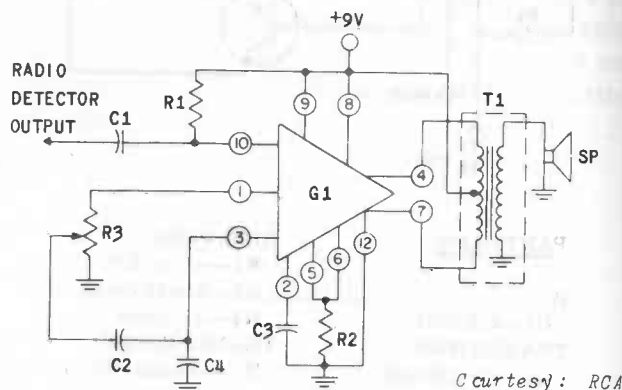 +9V
RADIO
DETECTOR
OUTPUT
C1
R1
9
8
T1
10
4
SP
1
G1
7
R3
3
12
6
5
2
C3
R2
C2
C4
Courtesy: RCA